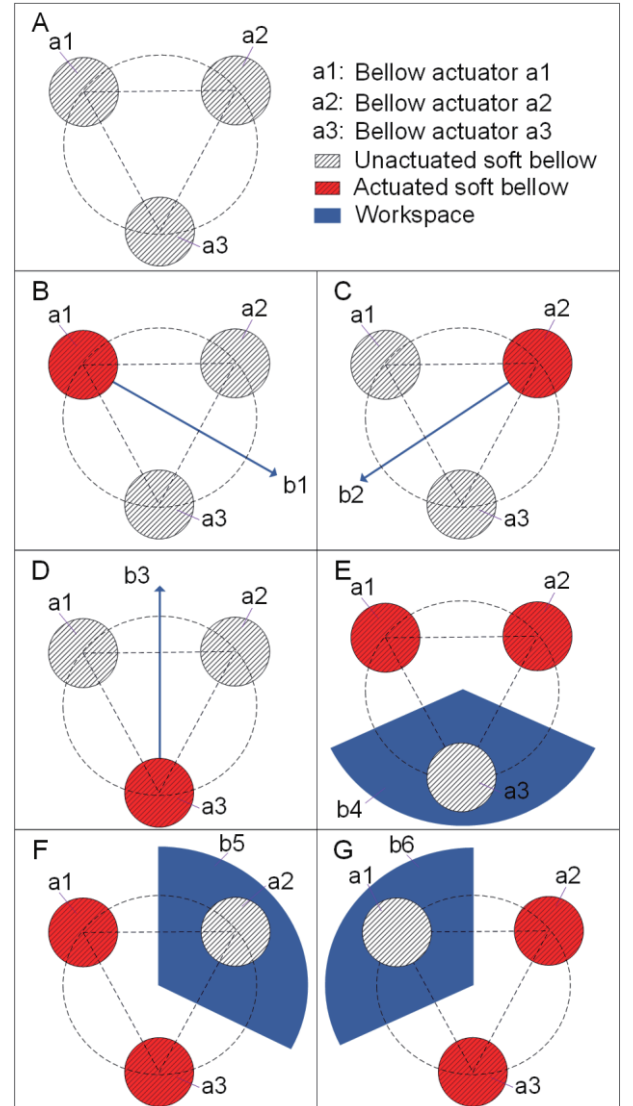 A
a1
a2
a3
a1: Bellow actuator a1
a2: Bellow actuator a2
a3: Bellow actuator a3
Unactuated soft bellow
Actuated soft bellow
Workspace
B
a1
a2
b1
a3
C
a1
a2
b2
a3
D
b3
a1
a2
a3
E
a1
a2
b4
a3
F
b5
a1
a2
a3
G
b6
a1
a2
a3